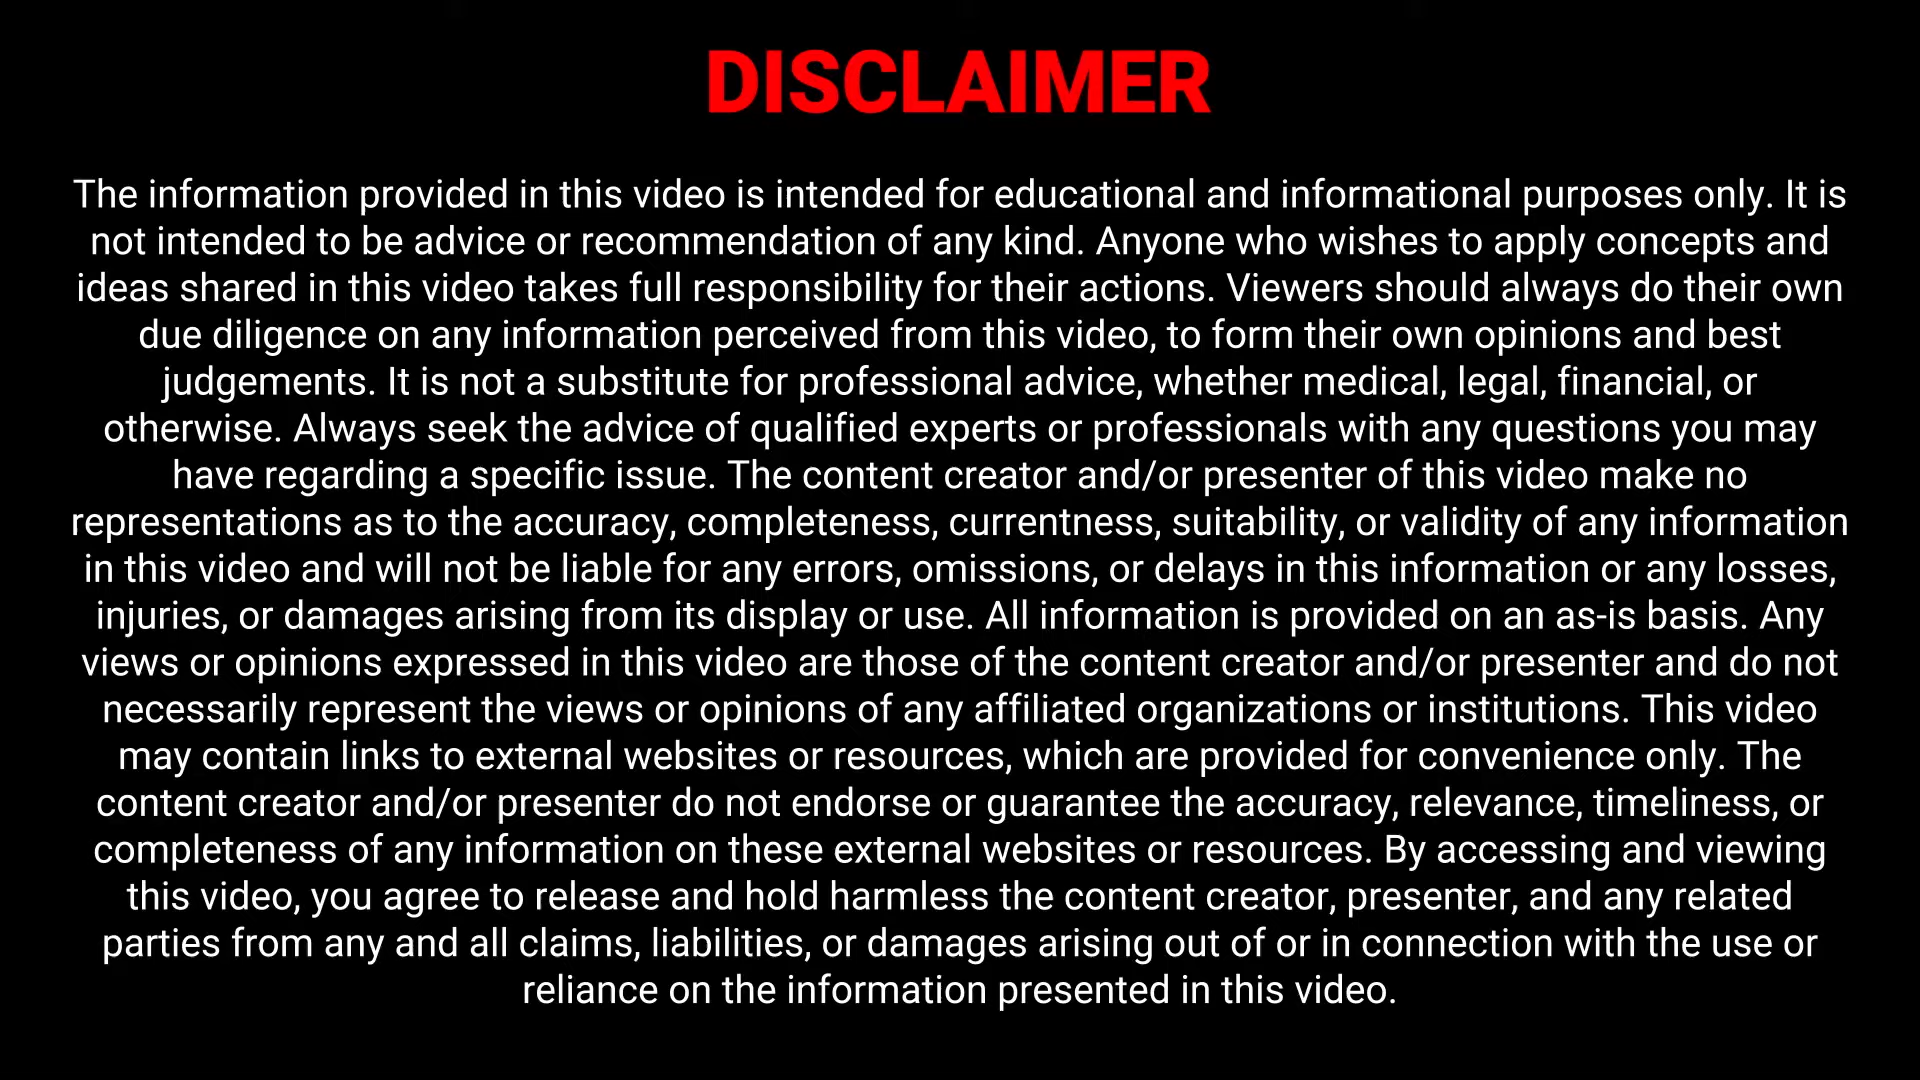 DISCLAIMER
The information provided in this video is intended for educational and informational purposes only. It is
not intended to be advice or recommendation of any kind. Anyone who wishes to apply concepts and
ideas shared in this video takes full responsibility for their actions. Viewers should always do their own
due diligence on any information perceived from this video, to form their own opinions and best
judgements. It is not a substitute for professional advice, whether medical, legal, financial, or
otherwise. Always seek the advice of qualified experts or professionals with any questions you may
have regarding a specific issue. The content creator and/or presenter of this video make no
representations as to the accuracy, completeness, currentness, suitability, or validity of any information
in this video and will not be liable for any errors, omissions, or delays in this information or any losses,
injuries, or damages arising from its display or use. All information is provided on an as-is basis. Any
views or opinions expressed in this video are those of the content creator and/or presenter and do not
necessarily represent the views or opinions of any affiliated organizations or institutions. This video
may contain links to external websites or resources, which are provided for convenience only. The
content creator and/or presenter do not endorse or guarantee the accuracy, relevance, timeliness, or
completeness of any information on these external websites or resources. By accessing and viewing
this video, you agree to release and hold harmless the content creator, presenter, and any related
parties from any and all claims, liabilities, or damages arising out of or in connection with the use or
reliance on the information presented in this video.